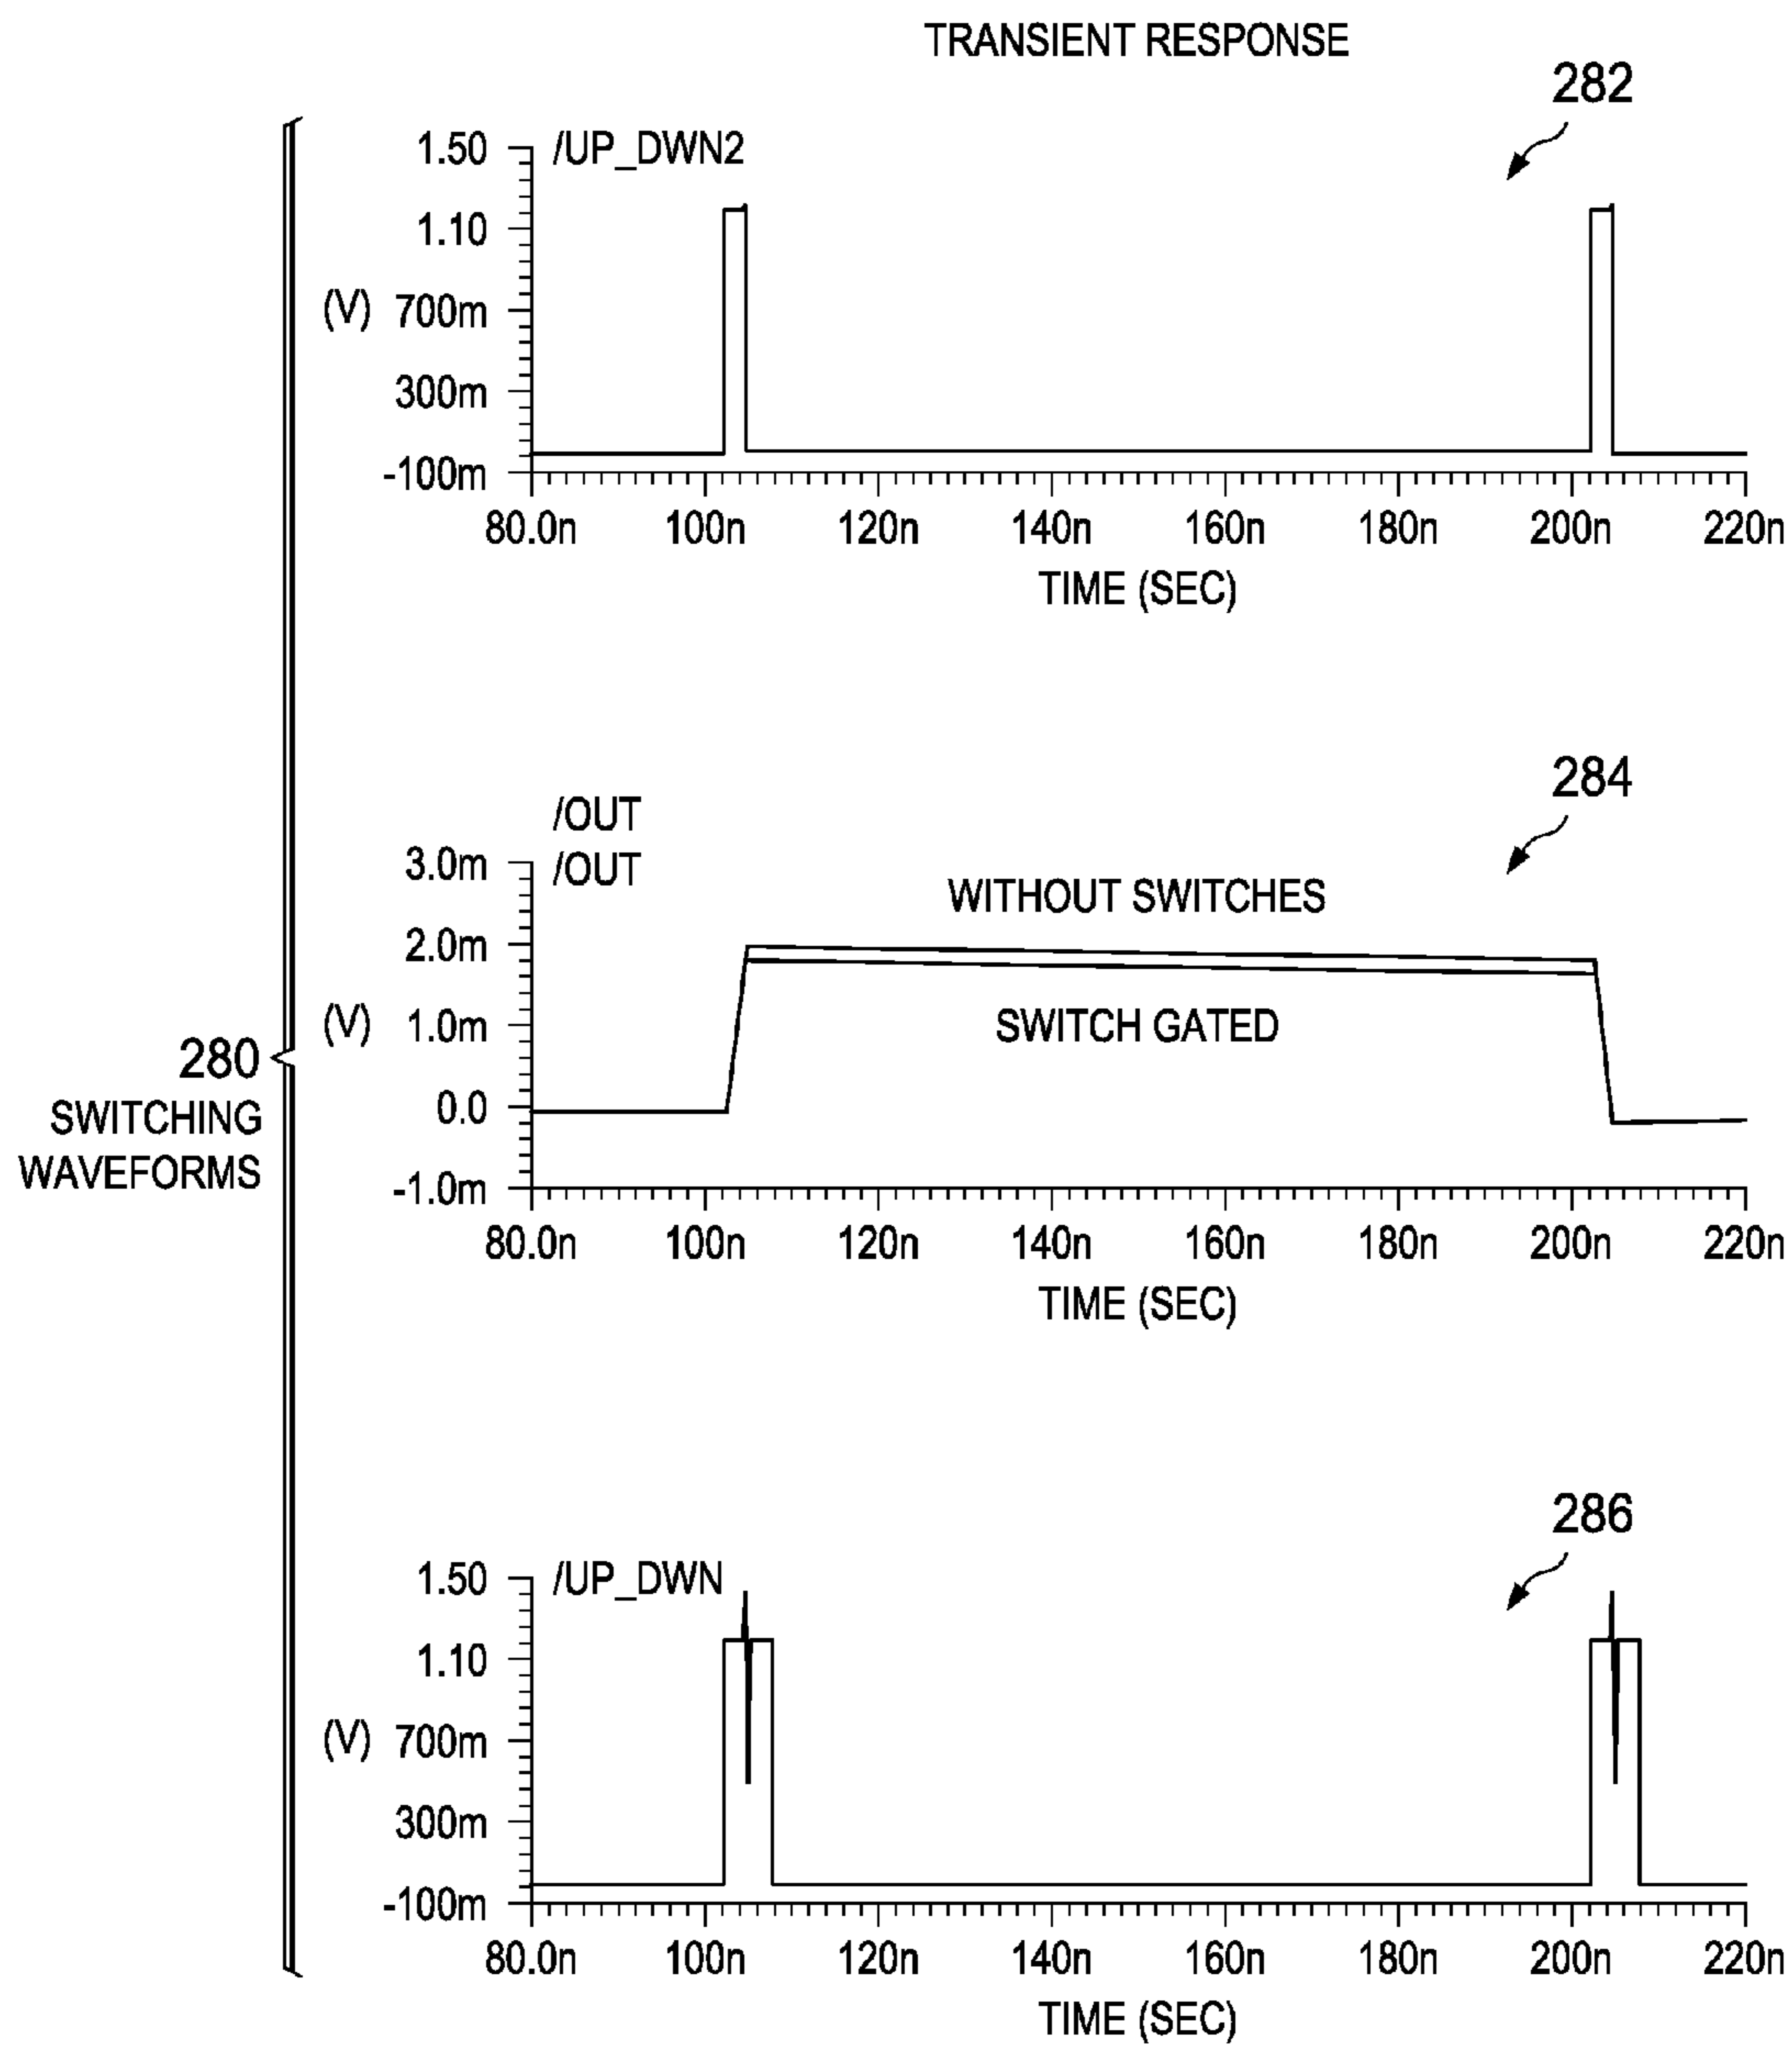 TRANSIENT RESPONSE
282
1.50
/UP_DWN2
1.10
(V) 700m
300m
-100m
80.0n 100n 120n 140n 160n 180n 200n 220n
TIME (SEC)
284
/OUT
3.0m
/OUT
WITHOUT SWITCHES
2.0m
(V) 1.0m
SWITCH GATED
280
SWITCHING
WAVEFORMS
0.0
-1.0m
80.0n 100n 120n 140n 160n 180n 200n 220n
TIME (SEC)
286
1.50
/UP_DWN
1.10
(V) 700m
300m
-100m
80.0n 100n 120n 140n 160n 180n 200n 220n
TIME (SEC)